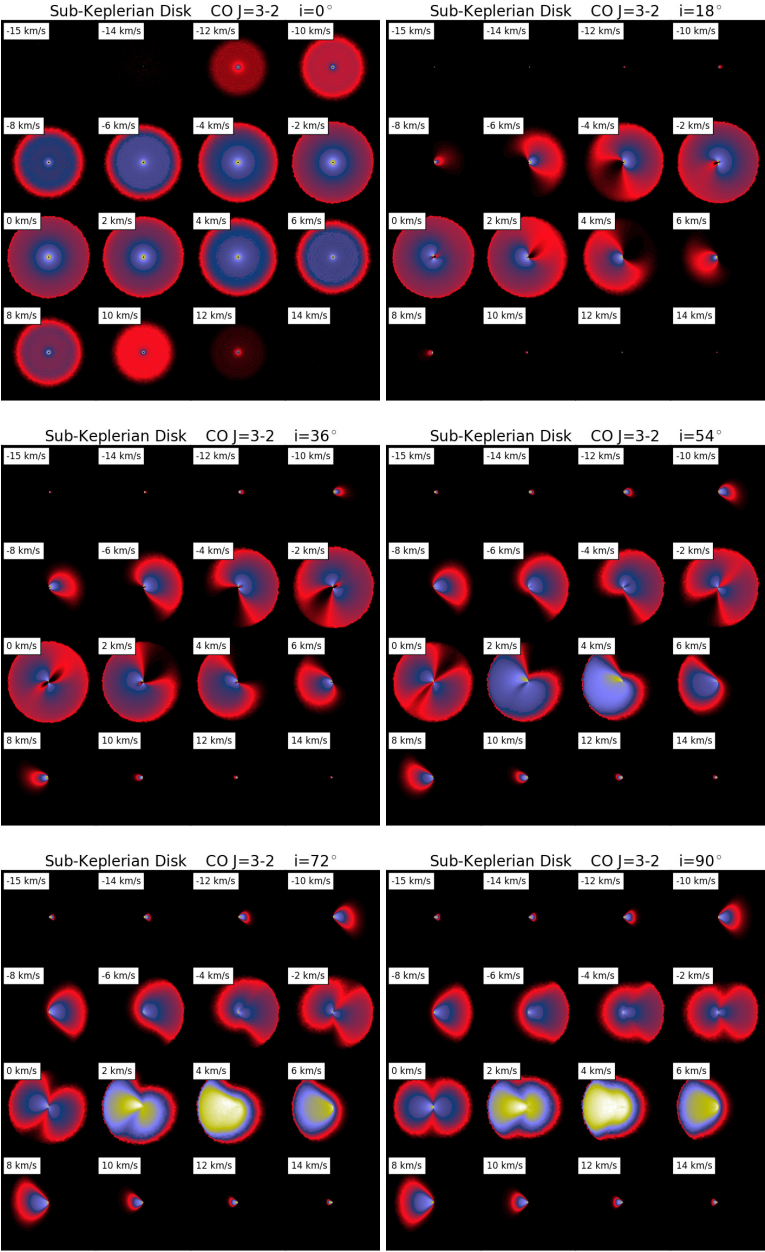 Sub-Keplerian Disk CO J=3-2 i=0°
-15 km/s -14 km/s -12 km/s -10 km/s
-8 km/s -6 km/s -4 km/s -2 km/s
0 km/s 2 km/s 4 km/s 6 km/s
8 km/s 10 km/s 12 km/s 14 km/s
Sub-Keplerian Disk CO J=3-2 i=18°
-15 km/s -14 km/s -12 km/s -10 km/s
-8 km/s -6 km/s -4 km/s -2 km/s
0 km/s 2 km/s 4 km/s 6 km/s
8 km/s 10 km/s 12 km/s 14 km/s
Sub-Keplerian Disk CO J=3-2 i=36°
-15 km/s -14 km/s -12 km/s -10 km/s
-8 km/s -6 km/s -4 km/s -2 km/s
0 km/s 2 km/s 4 km/s 6 km/s
8 km/s 10 km/s 12 km/s 14 km/s
Sub-Keplerian Disk CO J=3-2 i=54°
-15 km/s -14 km/s -12 km/s -10 km/s
-8 km/s -6 km/s -4 km/s -2 km/s
0 km/s 2 km/s 4 km/s 6 km/s
8 km/s 10 km/s 12 km/s 14 km/s
Sub-Keplerian Disk CO J=3-2 i=72°
-15 km/s -14 km/s -12 km/s -10 km/s
-8 km/s -6 km/s -4 km/s -2 km/s
0 km/s 2 km/s 4 km/s 6 km/s
8 km/s 10 km/s 12 km/s 14 km/s
Sub-Keplerian Disk CO J=3-2 i=90°
-15 km/s -14 km/s -12 km/s -10 km/s
-8 km/s -6 km/s -4 km/s -2 km/s
0 km/s 2 km/s 4 km/s 6 km/s
8 km/s 10 km/s 12 km/s 14 km/s